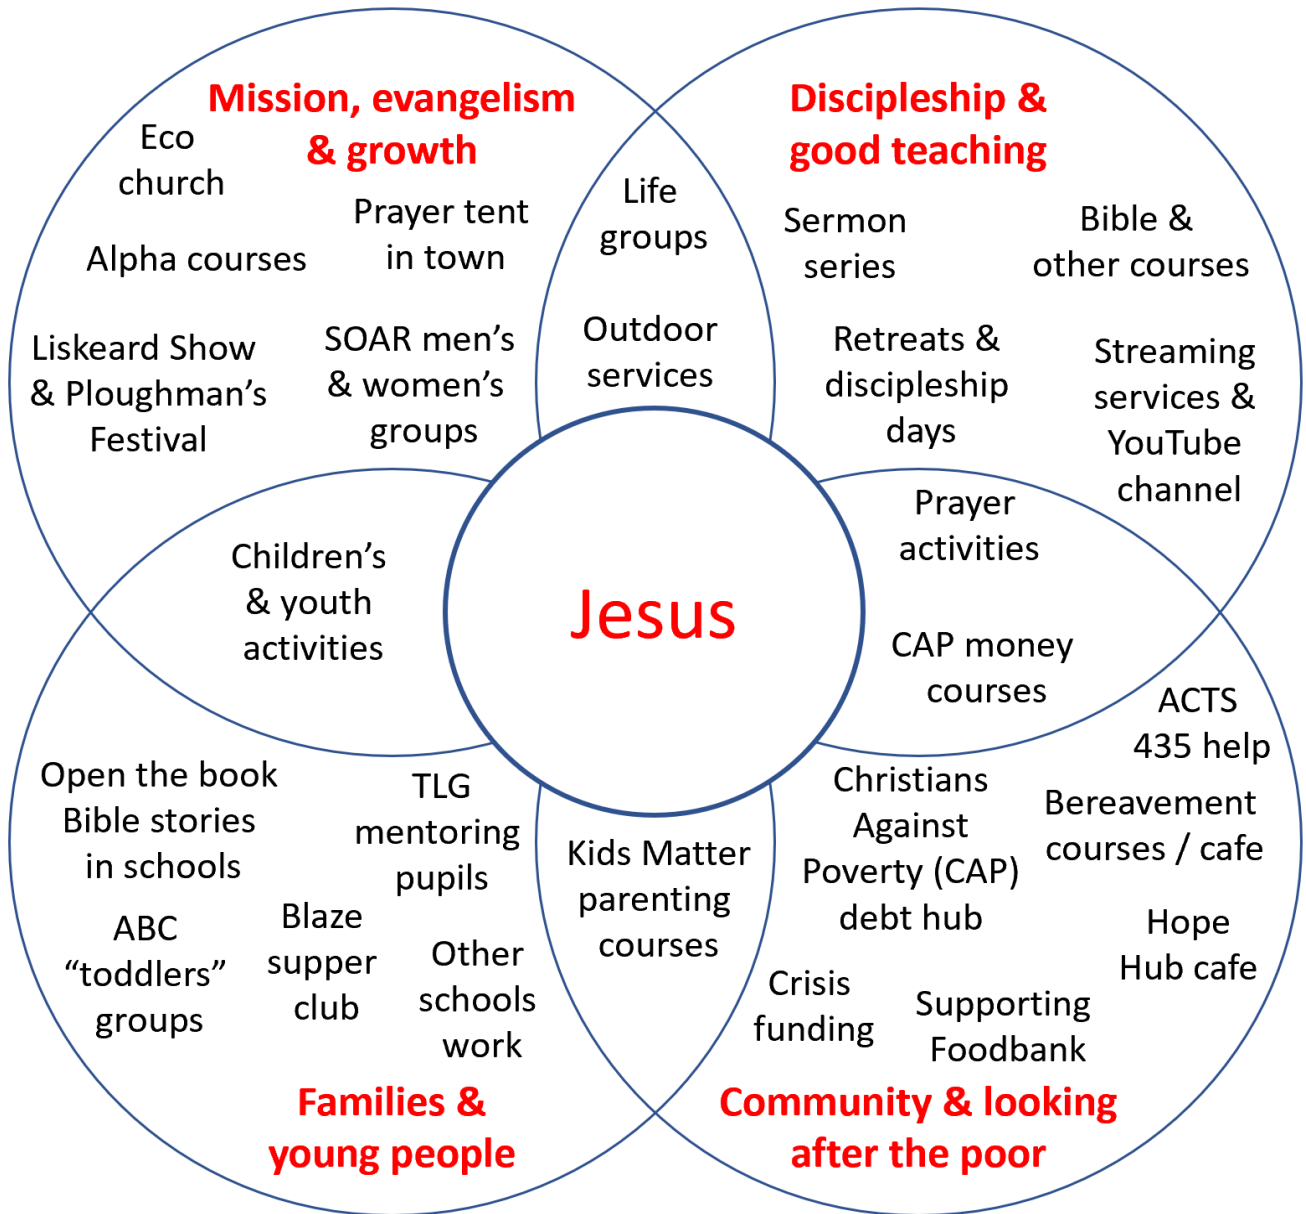 Mission, evangelism
& growth
Eco
church
Prayer tent
in town
Alpha courses
Liskeard Show
& Ploughman’s
Festival
SOAR men’s
& women’s
groups
Life
groups
Outdoor
services
Discipleship &
good teaching
Sermon
series
Bible &
other courses
Retreats &
discipleship
days
Streaming
services &
YouTube
channel
Children’s
& youth
activities
Jesus
Prayer
activities
CAP money
courses
Open the book
Bible stories
in schools
TLG
mentoring
pupils
ABC
“toddlers”
groups
Blaze
supper
club
Other
schools
work
Families &
young people
Kids Matter
parenting
courses
ACTS
435 help
Christians
Against
Poverty (CAP)
debt hub
Bereavement
courses / cafe
Hope
Hub cafe
Crisis
funding
Supporting
Foodbank
Community & looking
after the poor